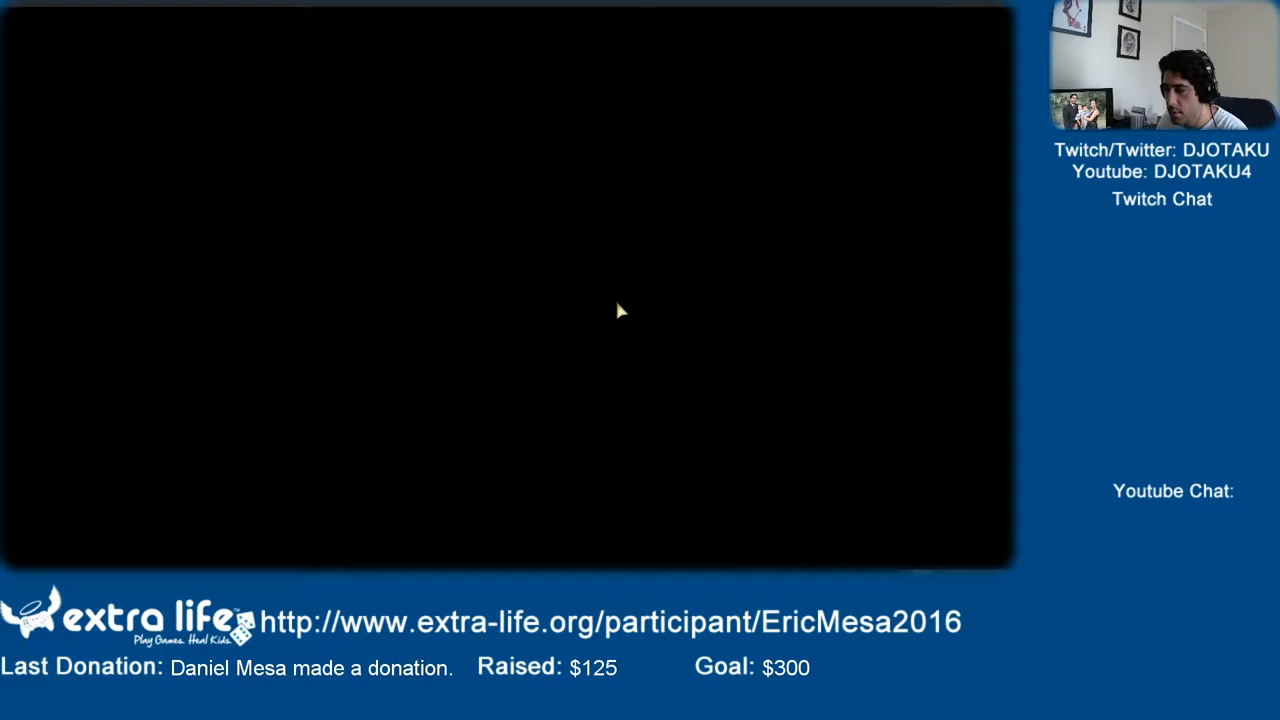 Twitch/Twitter: DJOTAKU
Youtube: DJOTAKU4
Twitch Chat
Youtube Chat:
extra life
Play Games. Heal Kids.
http://www.extra-life.org/participant/EricMesa2016
Last Donation: Daniel Mesa made a donation. Raised: $125 Goal: $300